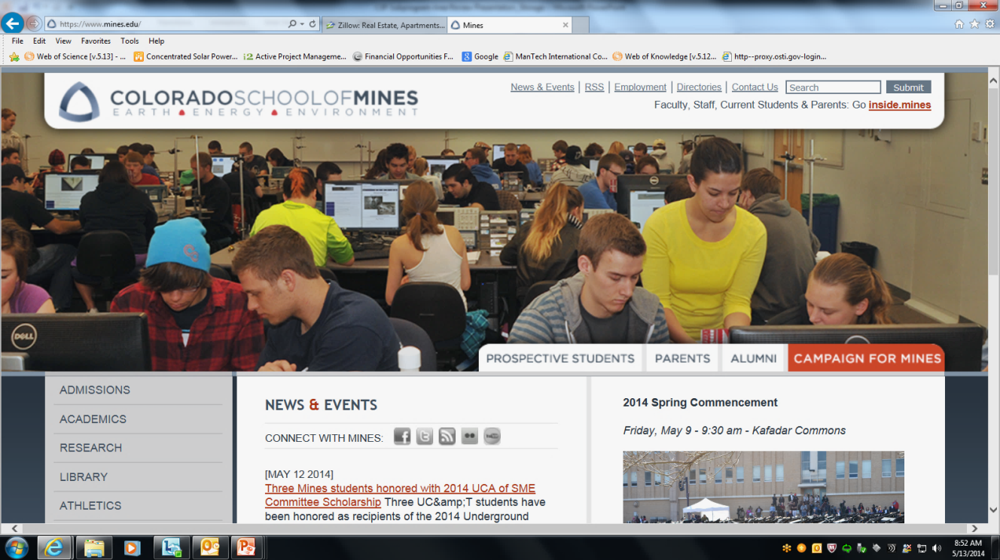 https://www.mines.edu/
Zillow: Real Estate, Apartments...
Mines
File Edit View Favorites Tools Help
Web of Science [v.5.13] - ...
Concentrated Solar Power...
Active Project Manageme...
Financial Opportunities F...
Google
ManTech International Co...
Web of Knowledge [v.5.12...
http--proxy.osti.gov-login...
News & Events | RSS | Employment | Directories | Contact Us Search Submit
COLORADOSCHOOLOFMINES
EARTH ENERGY ENVIRONMENT
Faculty, Staff, Current Students & Parents: Go inside.mines
DELL
PROSPECTIVE STUDENTS PARENTS ALUMNI CAMPAIGN FOR MINES
ADMISSIONS
ACADEMICS
RESEARCH
LIBRARY
ATHLETICS
NEWS & EVENTS
CONNECT WITH MINES:
[MAY 12 2014]
Three Mines students honored with 2014 UCA of SME
Committee Scholarship Three UC&amp;T students have
been honored as recipients of the 2014 Underground
2014 Spring Commencement
Friday, May 9 - 9:30 am - Kafadar Commons
8:52 AM
5/13/2014